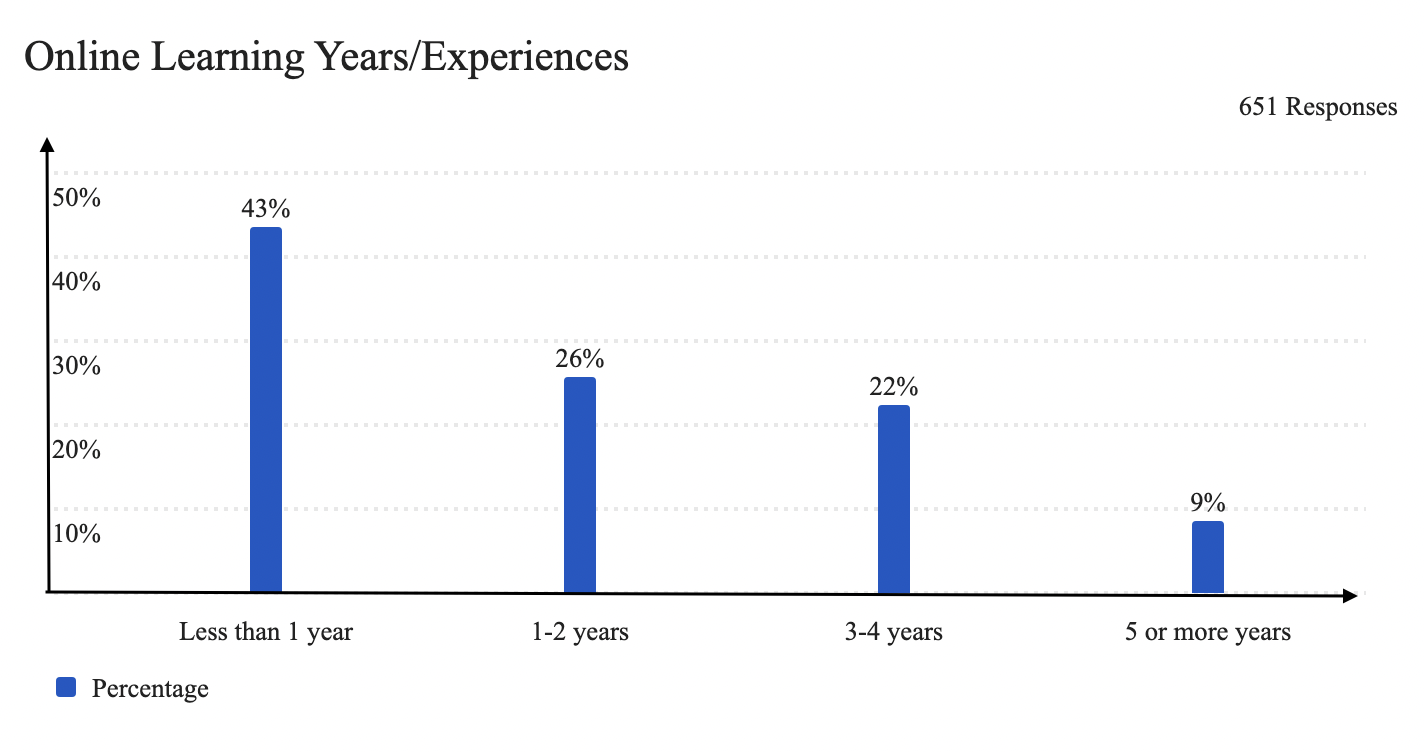 Online Learning Years/Experiences
651 Responses
50%
43%
40%
30%
26%
22%
20%
9%
10%
Less than 1 year 1-2 years 3-4 years 5 or more years
Percentage